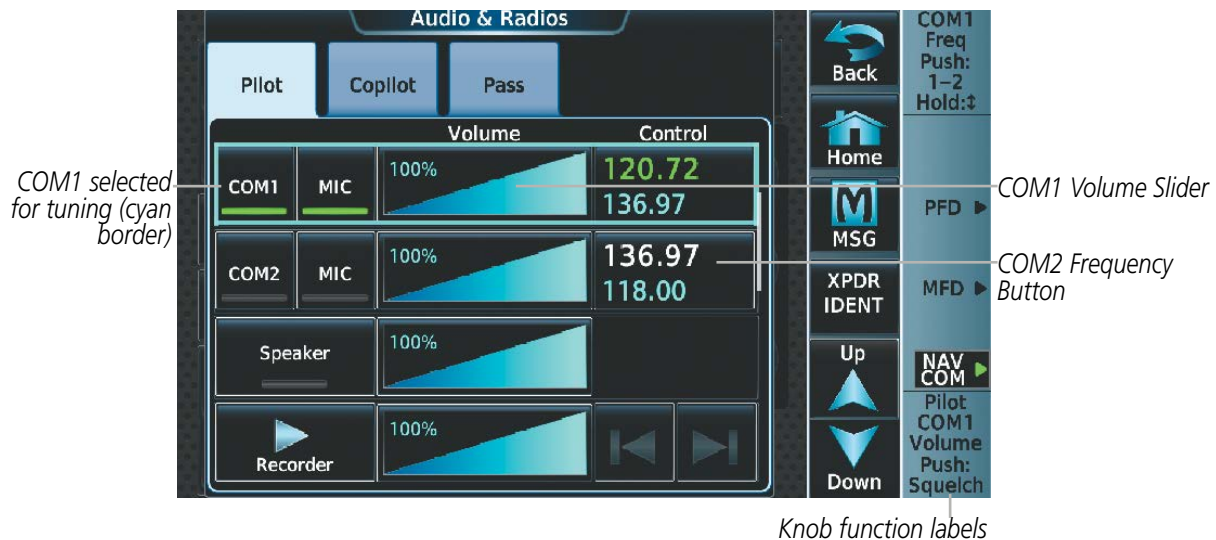 Audio & Radios
Pilot
Copilot
Pass
Volume
Control
COM1
MIC
100%
120.72
136.97
COM2
MIC
100%
136.97
118.00
Speaker
100%
Recorder
100%
Back
Home
MSG
XPDR
IDENT
Up
Down
COM1
Freq
Push:
1–2
Hold:↕
PFD
MFD
NAV
COM
Pilot
COM1
Volume
Push:
Squelch
COM1 selected
for tuning (cyan
border)
COM1 Volume Slider
COM2 Frequency
Button
Knob function labels